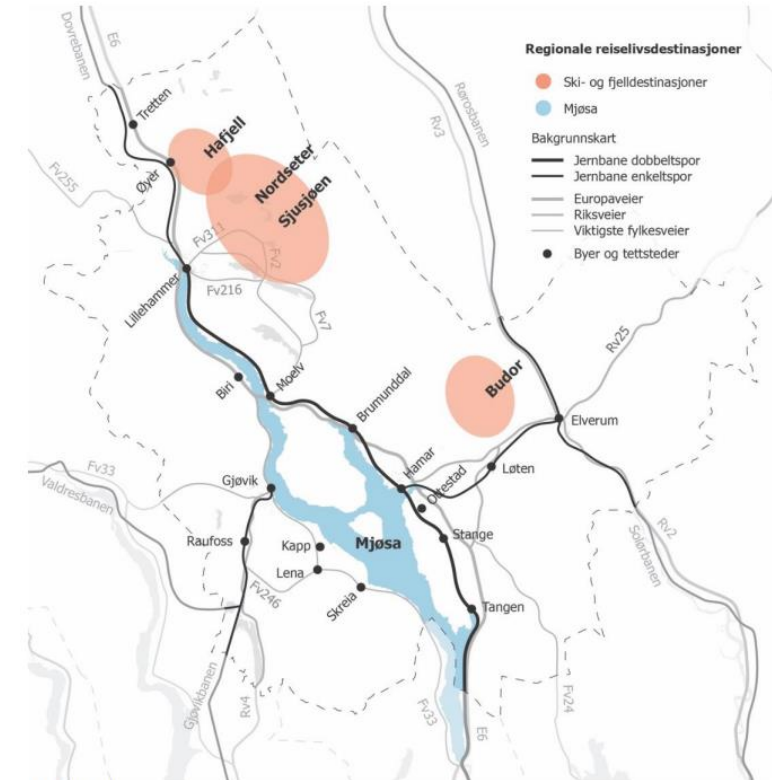 Regionale reiselivsdestinasjoner
Ski- og fjelldestinasjoner
Mjøsa
Bakgrunnskart
Jernbane dobbeltspor
Jernbane enkeltspor
Europaveier
Riksveier
Viktigste fylkesveier
Byer og tettsteder
Dovrebanen
E6
Rørosbanen
Rv3
Tretten
Hafjell
Øyer
Nordseter
Sjusjøen
Fv255
Fv311
Fv2
Fv216
Fv7
Lillehammer
Rv25
Biri
Moelv
Brumunddal
Budor
Elverum
Hamar
Ottestad
Løten
Fv33
Valdresbanen
Gjøvik
Raufoss
Kapp
Mjøsa
Stange
Lena
Fv246
Skreia
Tangen
Solørbanen
Rv2
Gjøvikbanen
Rv4
Fv33
E6
Fv24